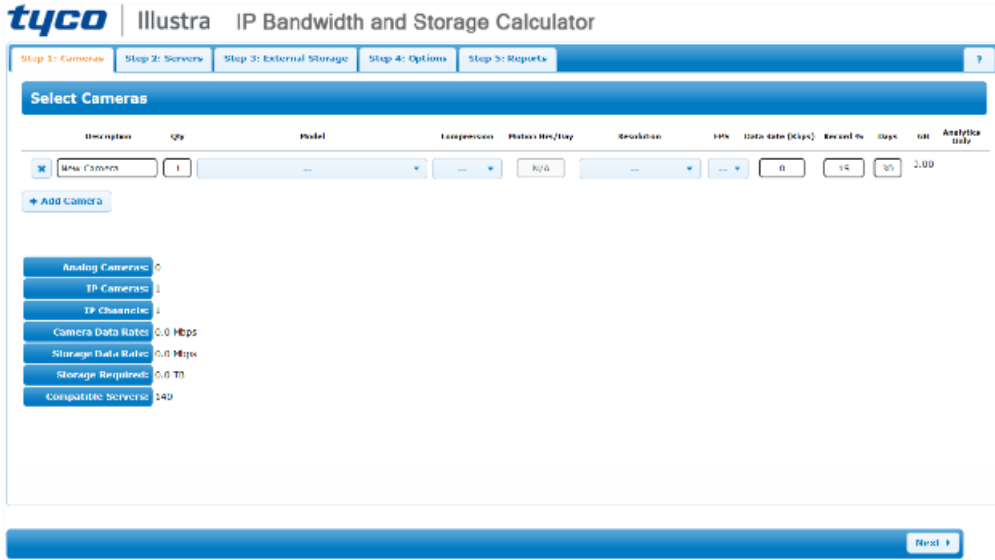 tyco | Illustra IP Bandwidth and Storage Calculator
Step 1: Cameras Step 2: Servers Step 3: External Storage Step 4: Options Step 5: Reports ?
Select Cameras
Description Qty Model Compression Motion Hrs/Day Resolution FPS Data Rate (Kbps) Record % Days GB Analytics Only
New Camera 1 -- -- N/A -- -- 0 15 30 0.00
Add Camera
Analog Cameras: 0
IP Cameras: 1
IP Channels: 1
Camera Data Rate: 0.0 Mbps
Storage Data Rate: 0.0 Mbps
Storage Required: 0.0 TB
Compatible Servers: 140
Next